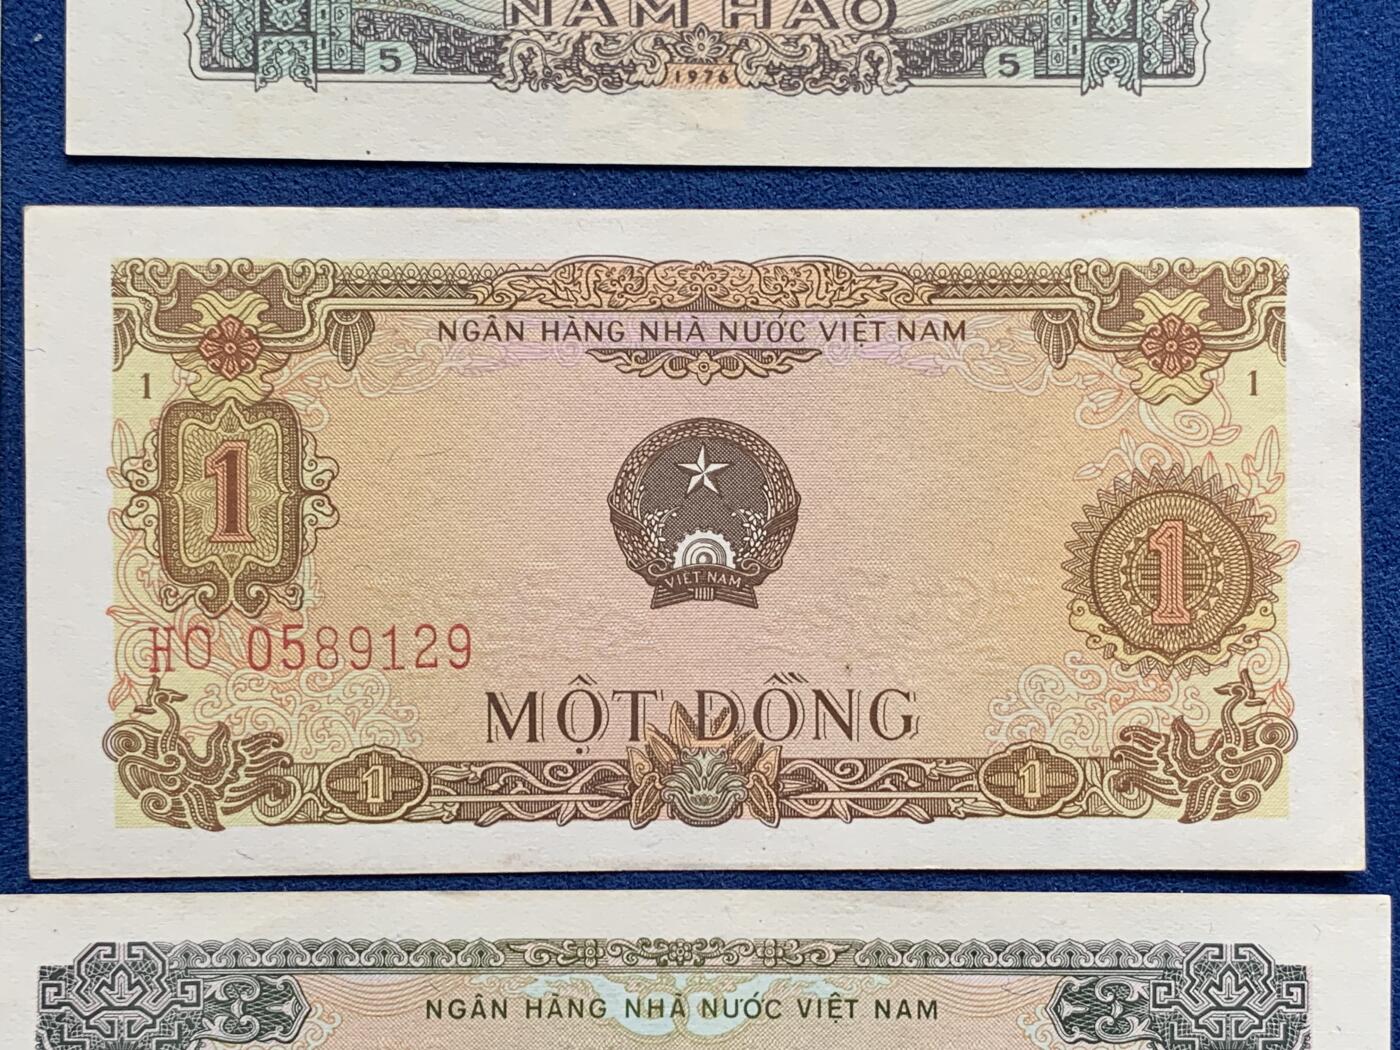 NĂM HÀO
5 5
1976
NGÂN HÀNG NHÀ NƯỚC VIỆT NAM
1 1
1
1
VIỆT NAM
HO 0589129
MỘT ĐỒNG
1 1
NGÂN HÀNG NHÀ NƯỚC VIỆT NAM